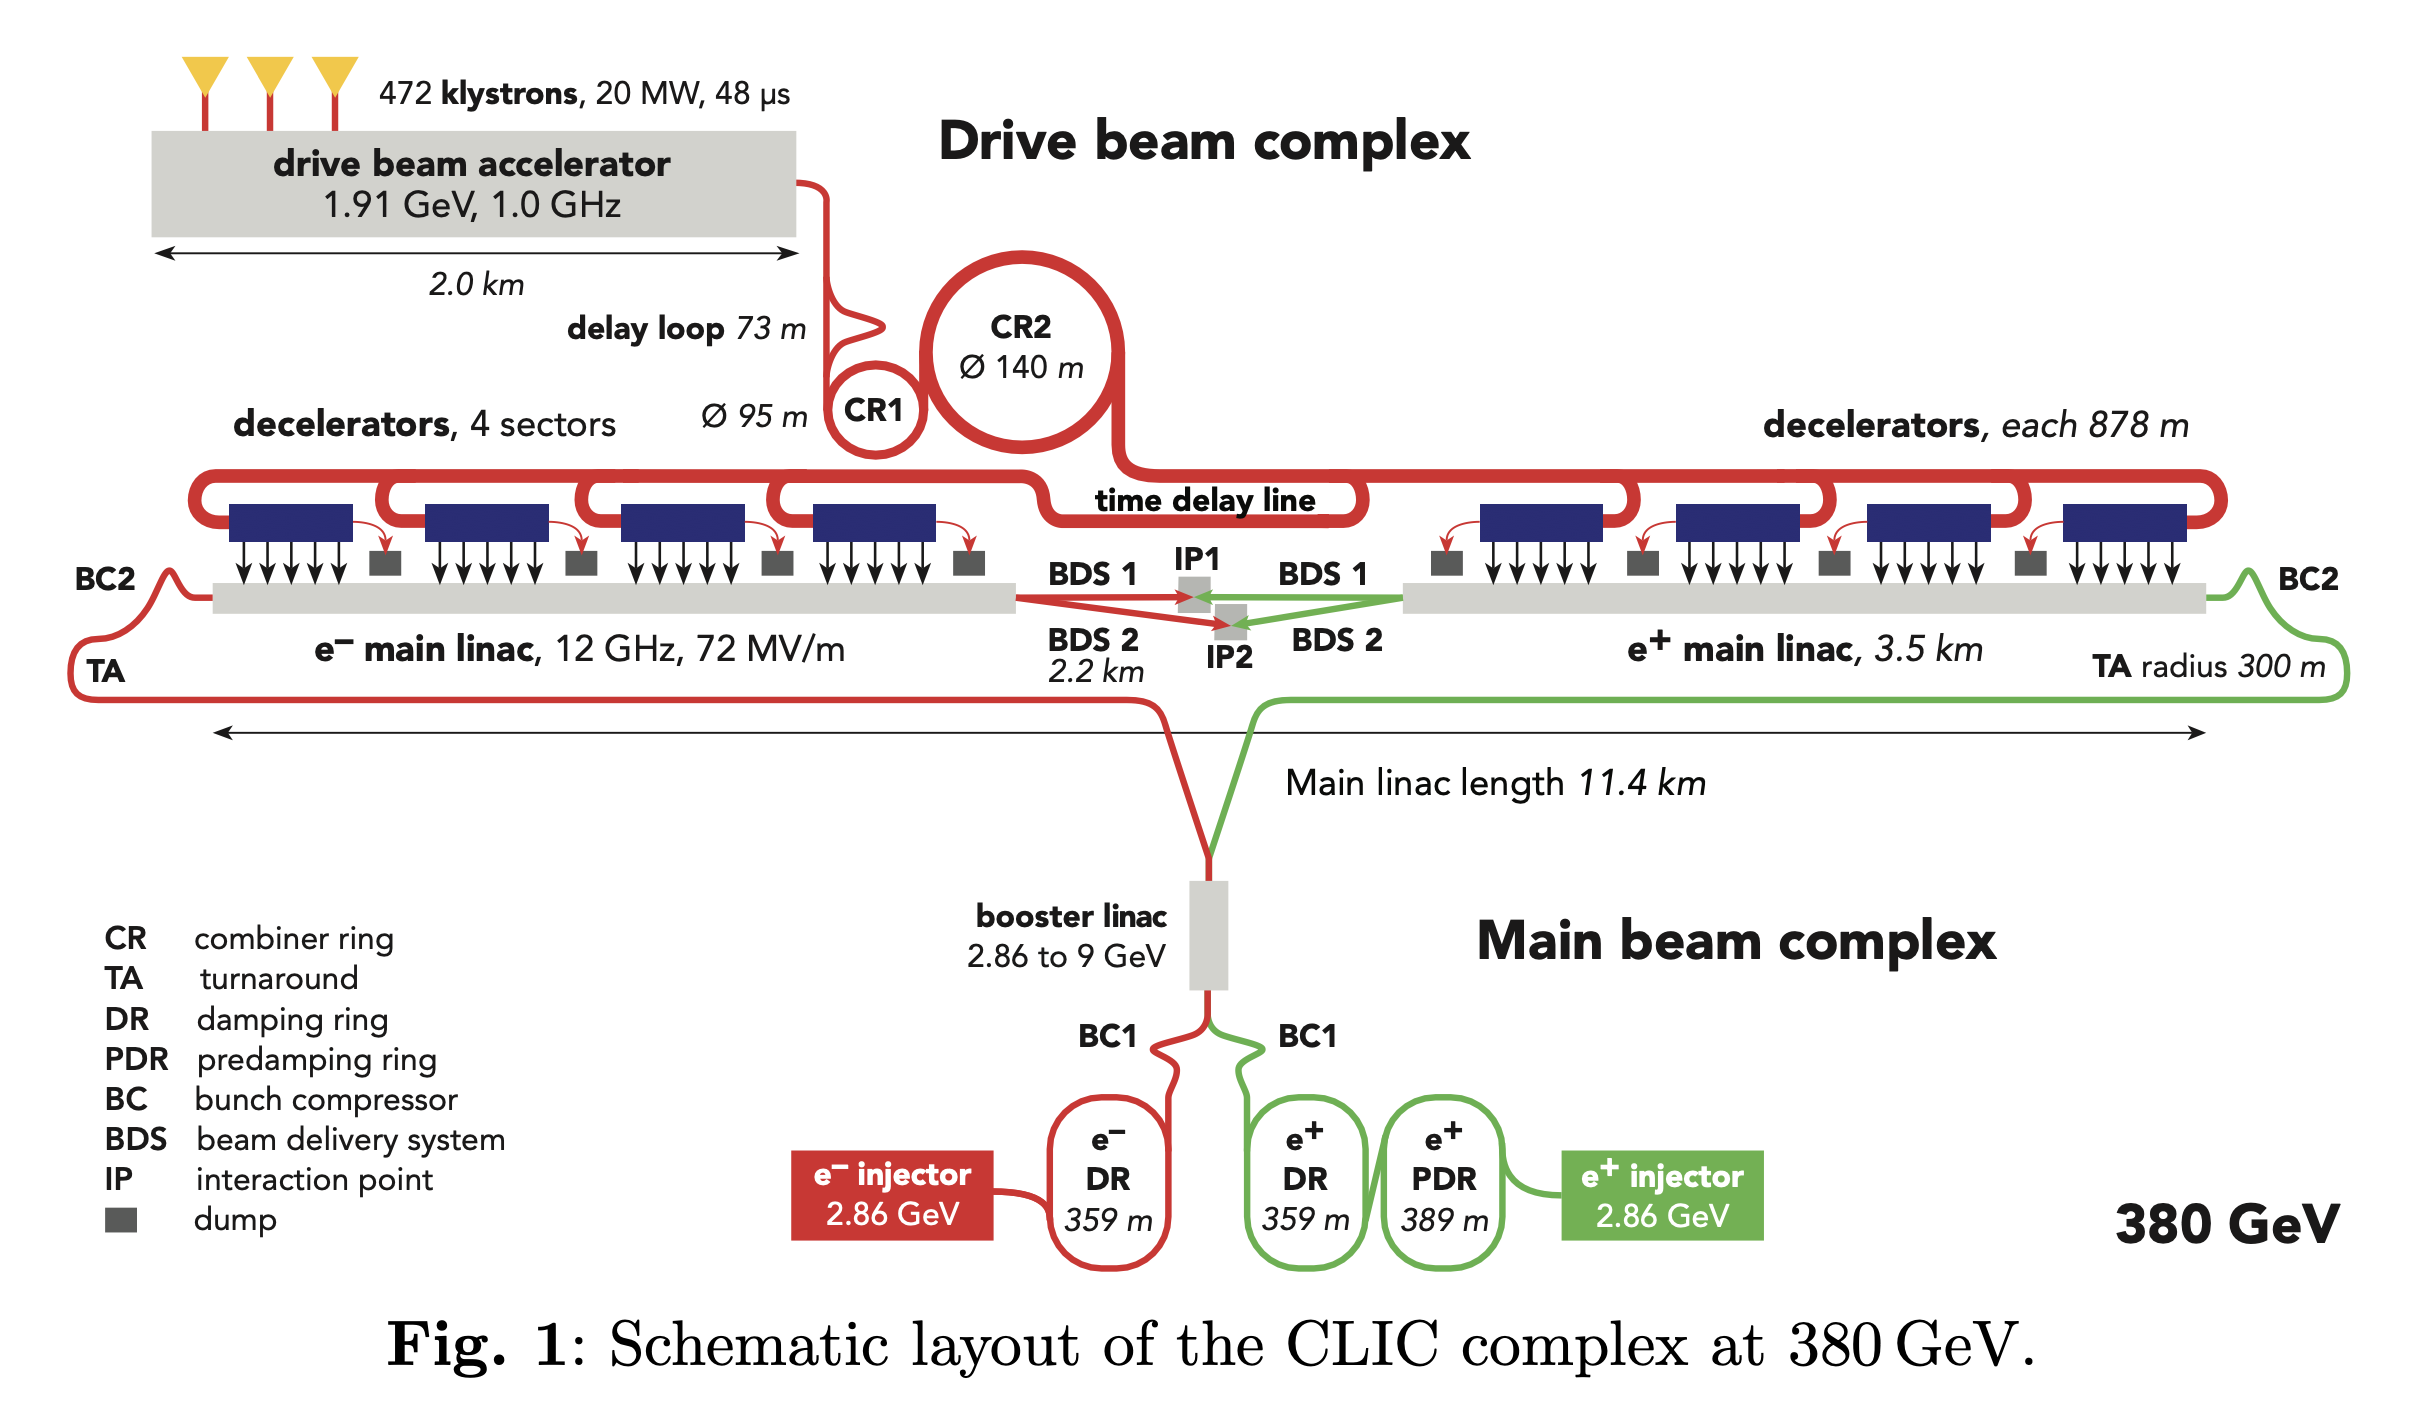 472 klystrons, 20 MW, 48 µs
Drive beam complex
drive beam accelerator
1.91 GeV, 1.0 GHz
2.0 km
delay loop 73 m
CR2
Ø 140 m
CR1
Ø 95 m
decelerators, 4 sectors
decelerators, each 878 m
time delay line
IP1
BC2
BDS 1
BDS 1
BC2
e– main linac, 12 GHz, 72 MV/m
BDS 2
2.2 km
IP2
BDS 2
e+ main linac, 3.5 km
TA
TA radius 300 m
Main linac length 11.4 km
booster linac
2.86 to 9 GeV
Main beam complex
CR combiner ring
TA turnaround
DR damping ring
PDR predamping ring
BC bunch compressor
BDS beam delivery system
IP interaction point
dump
BC1
BC1
e– injector
2.86 GeV
e–
DR
359 m
e+
DR
359 m
e+
PDR
389 m
e+ injector
2.86 GeV
380 GeV
Fig. 1: Schematic layout of the CLIC complex at 380 GeV.